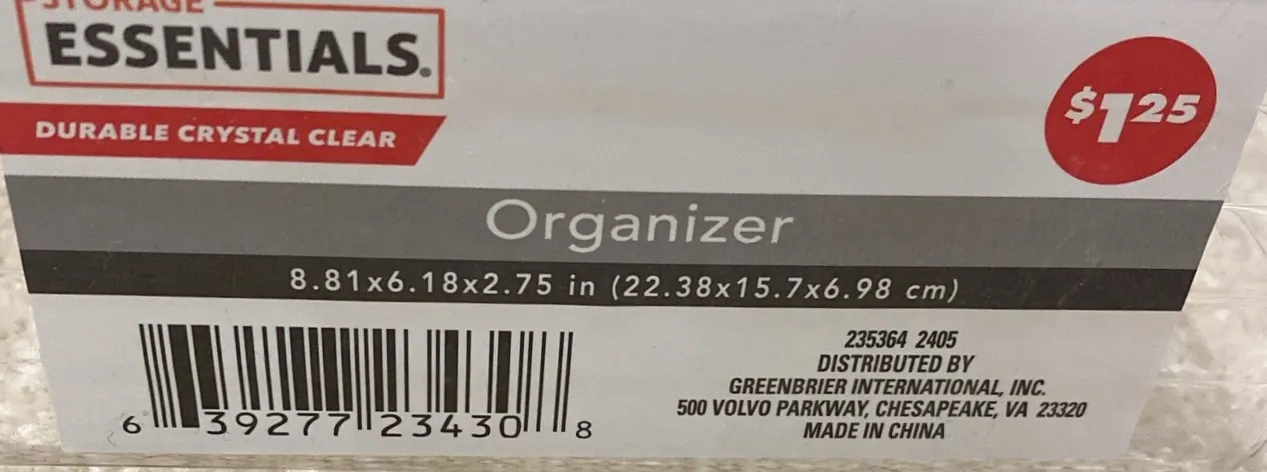 STORAGE
ESSENTIALS.
DURABLE CRYSTAL CLEAR
$1.25
Organizer
8.81x6.18x2.75 in (22.38x15.7x6.98 cm)
6 39277 23430 8
235364 2405
DISTRIBUTED BY
GREENBRIER INTERNATIONAL, INC.
500 VOLVO PARKWAY, CHESAPEAKE, VA 23320
MADE IN CHINA